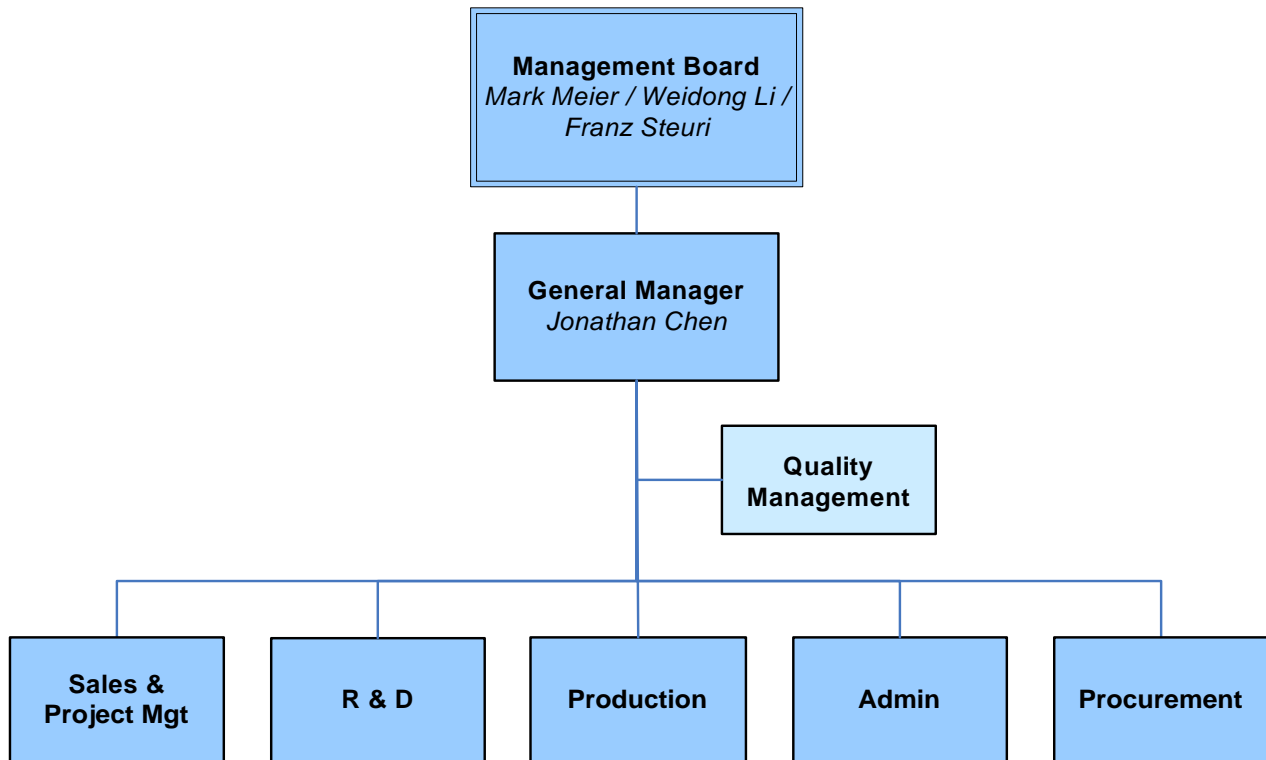 Management Board
Mark Meier / Weidong Li /
Franz Steuri
General Manager
Jonathan Chen
Quality
Management
Sales &
Project Mgt
R & D
Production
Admin
Procurement